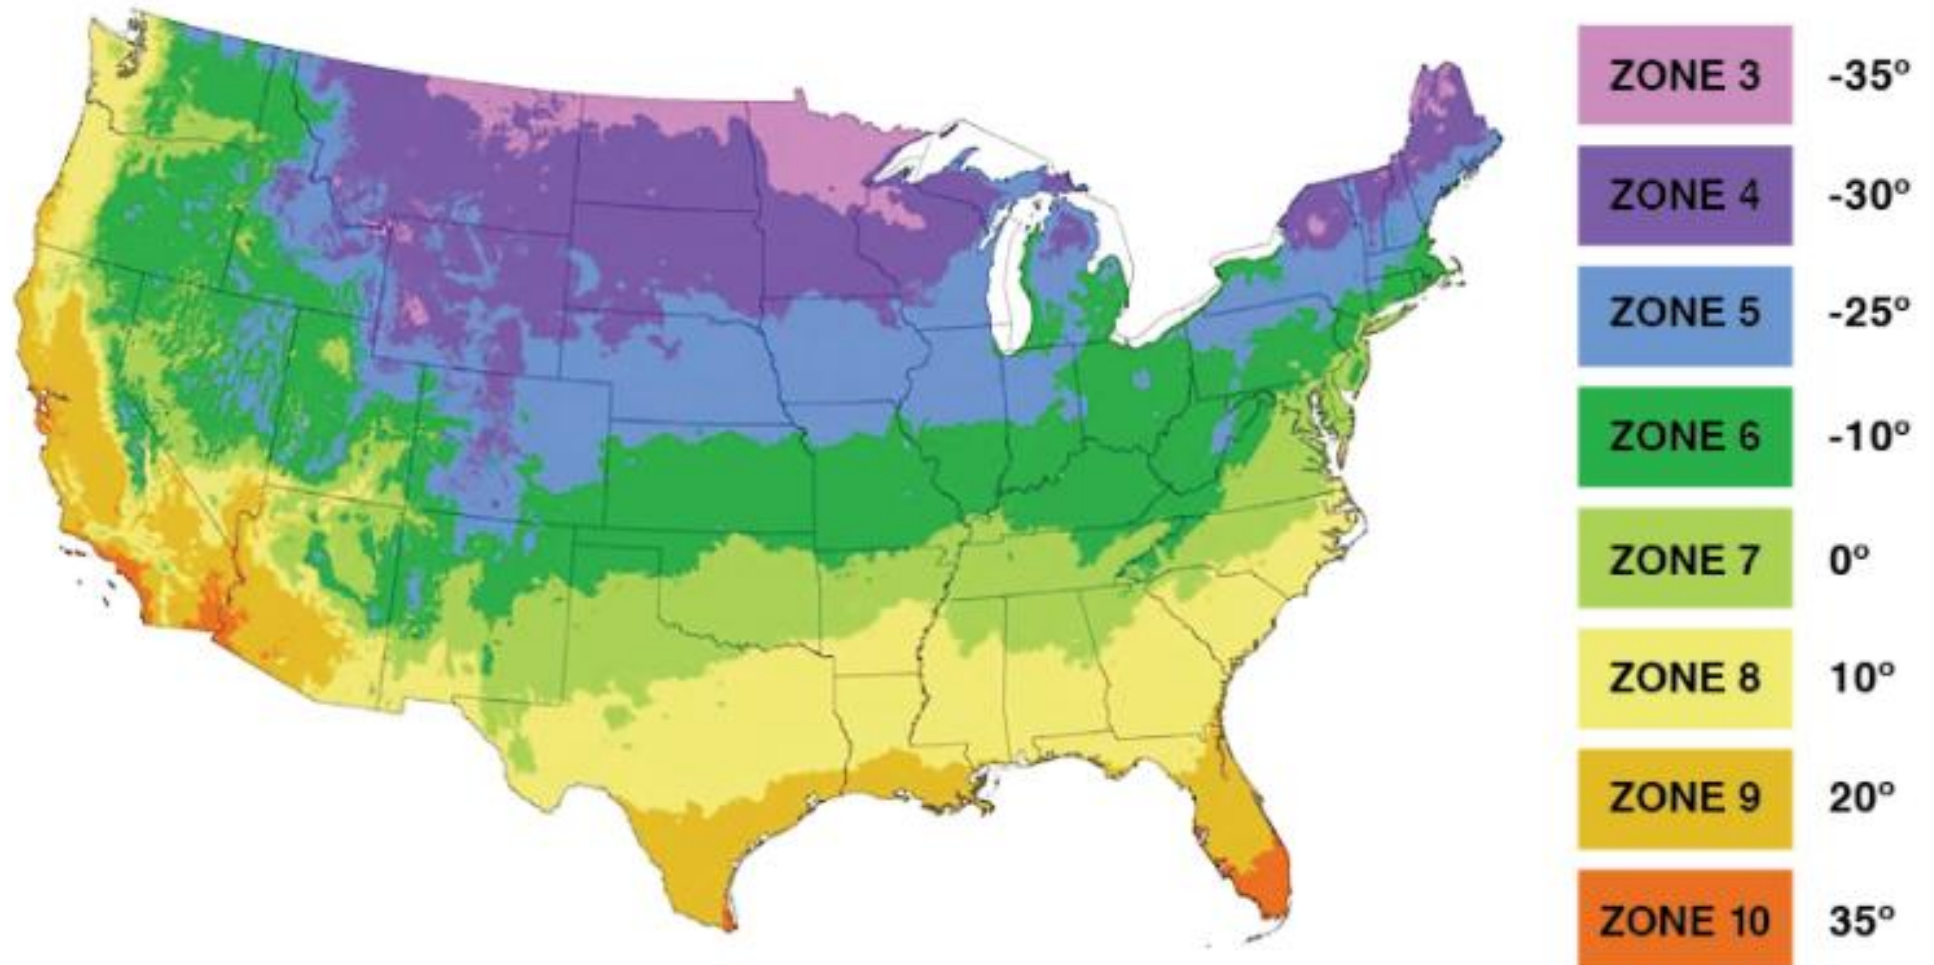 ZONE 3 -35º
ZONE 4 -30º
ZONE 5 -25º
ZONE 6 -10º
ZONE 7 0º
ZONE 8 10º
ZONE 9 20º
ZONE 10 35º